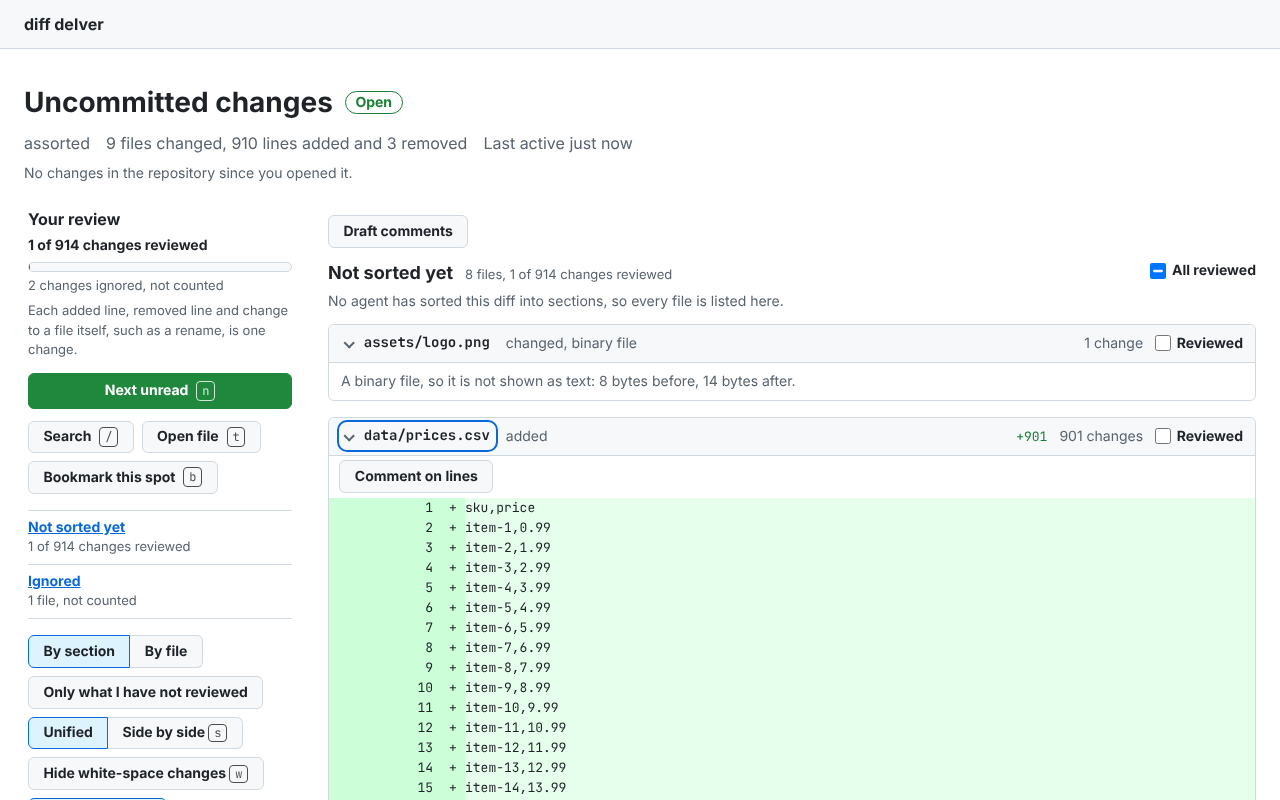 diff delver
Uncommitted changes Open
assorted 9 files changed, 910 lines added and 3 removed Last active just now
No changes in the repository since you opened it.
Your review
1 of 914 changes reviewed
2 changes ignored, not counted
Each added line, removed line and change
to a file itself, such as a rename, is one
change.
Next unread n
Search / Open file t
Bookmark this spot b
Not sorted yet
1 of 914 changes reviewed
Ignored
1 file, not counted
By section By file
Only what I have not reviewed
Unified Side by side s
Hide white-space changes w
Draft comments
Not sorted yet 8 files, 1 of 914 changes reviewed All reviewed
No agent has sorted this diff into sections, so every file is listed here.
assets/logo.png changed, binary file 1 change Reviewed
A binary file, so it is not shown as text: 8 bytes before, 14 bytes after.
data/prices.csv added +901 901 changes Reviewed
Comment on lines
1 + sku,price
2 + item-1,0.99
3 + item-2,1.99
4 + item-3,2.99
5 + item-4,3.99
6 + item-5,4.99
7 + item-6,5.99
8 + item-7,6.99
9 + item-8,7.99
10 + item-9,8.99
11 + item-10,9.99
12 + item-11,10.99
13 + item-12,11.99
14 + item-13,12.99
15 + item-14,13.99